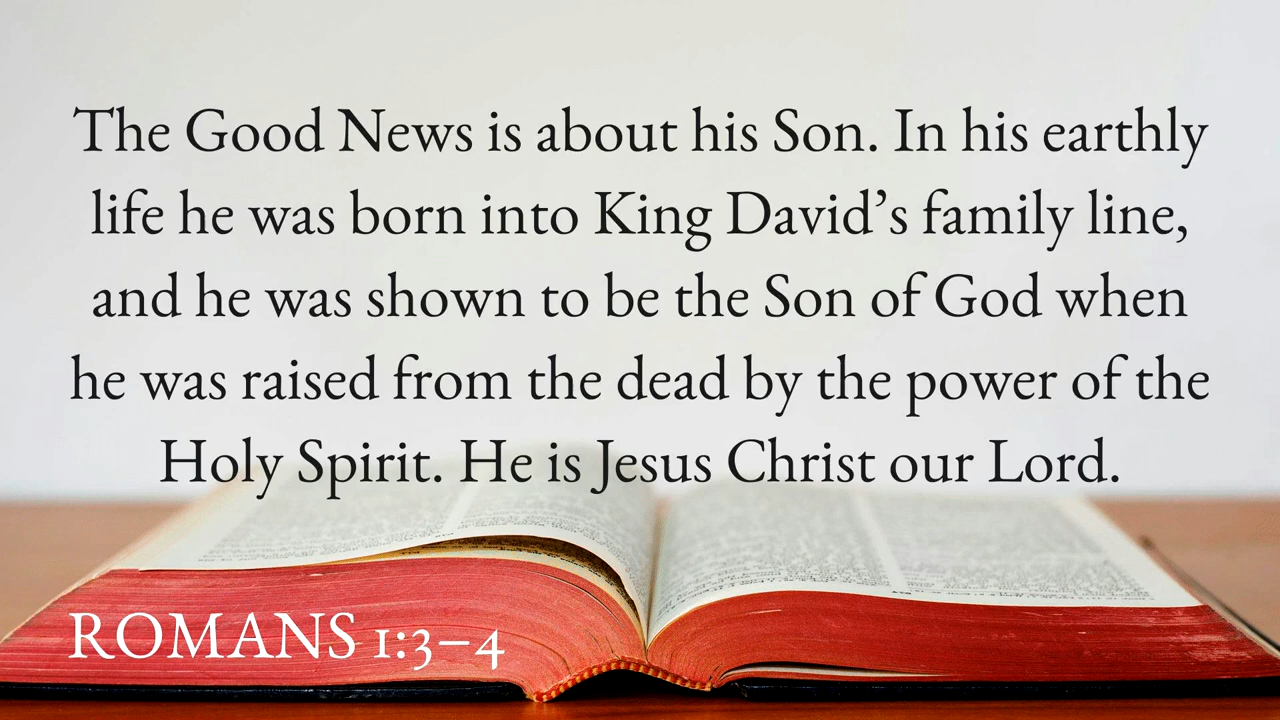 The Good News is about his Son. In his earthly
life he was born into King David’s family line,
and he was shown to be the Son of God when
he was raised from the dead by the power of the
Holy Spirit. He is Jesus Christ our Lord.
ROMANS 1:3–4